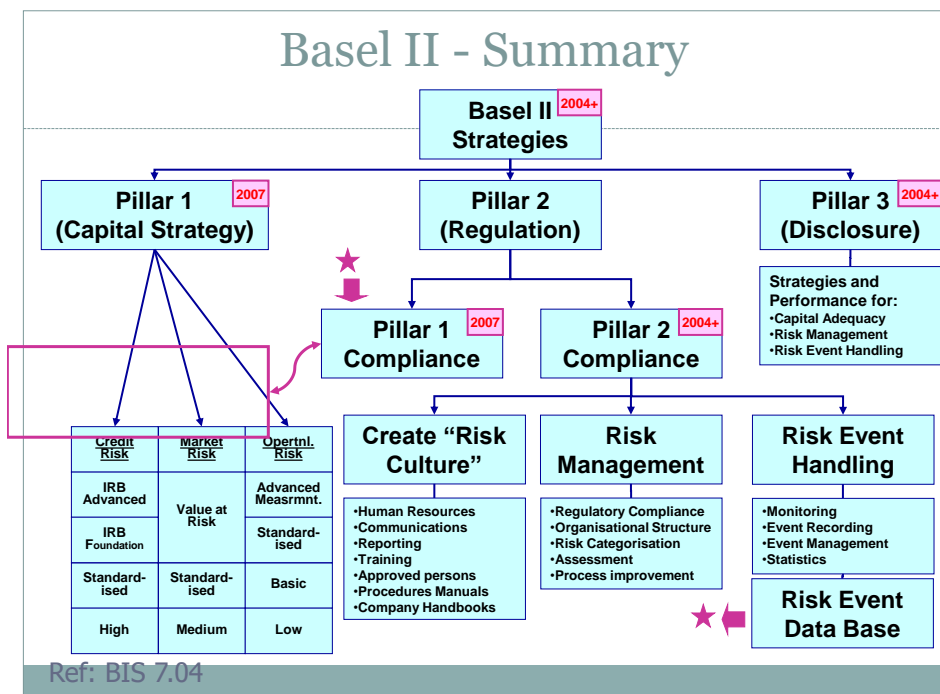 Basel II - Summary
Basel II
Strategies
2004+
Pillar 1
(Capital Strategy)
2007
Pillar 2
(Regulation)
Pillar 3
(Disclosure)
2004+
Strategies and
Performance for:
•Capital Adequacy
•Risk Management
•Risk Event Handling
Pillar 1
Compliance
2007
Pillar 2
Compliance
2004+
Credit
Risk
Market
Risk
Opertnl.
Risk
IRB
Advanced
Value at
Risk
Advanced
Measrmnt.
IRB
Foundation
Standard-
ised
Standard-
ised
Standard-
ised
Basic
High
Medium
Low
Create “Risk
Culture”
•Human Resources
•Communications
•Reporting
•Training
•Approved persons
•Procedures Manuals
•Company Handbooks
Risk
Management
•Regulatory Compliance
•Organisational Structure
•Risk Categorisation
•Assessment
•Process improvement
Risk Event
Handling
•Monitoring
•Event Recording
•Event Management
•Statistics
Risk Event
Data Base
Ref: BIS 7.04